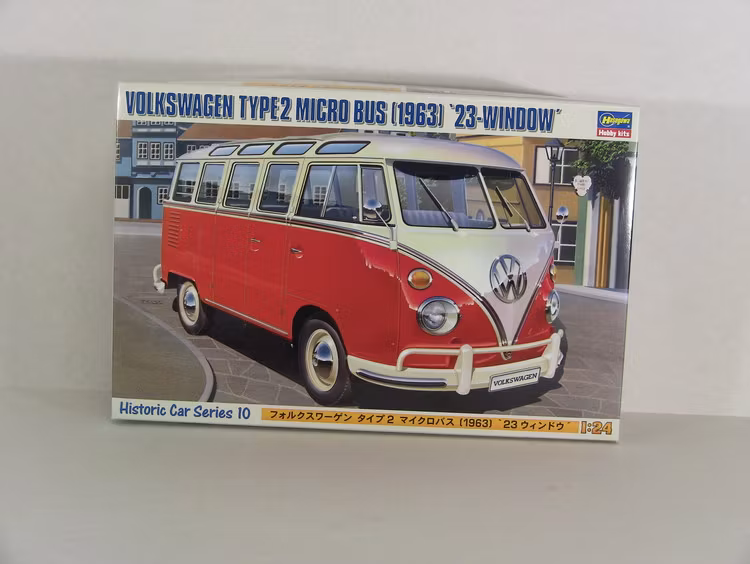 VOLKSWAGEN TYPE2 MICRO BUS (1963) "23-WINDOW"
Hasegawa
Hobby kits
VOLKSWAGEN
Historic Car Series 10
フォルクスワーゲン タイプ2 マイクロバス (1963) "23 ウィンドウ"
1:24